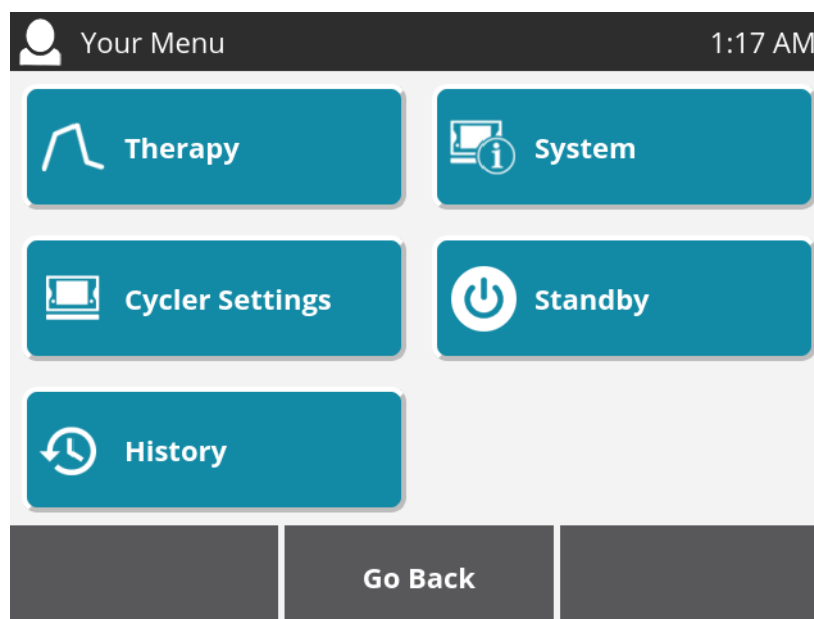 Your Menu 1:17 AM
Therapy
System
Cycler Settings
Standby
History
Go Back